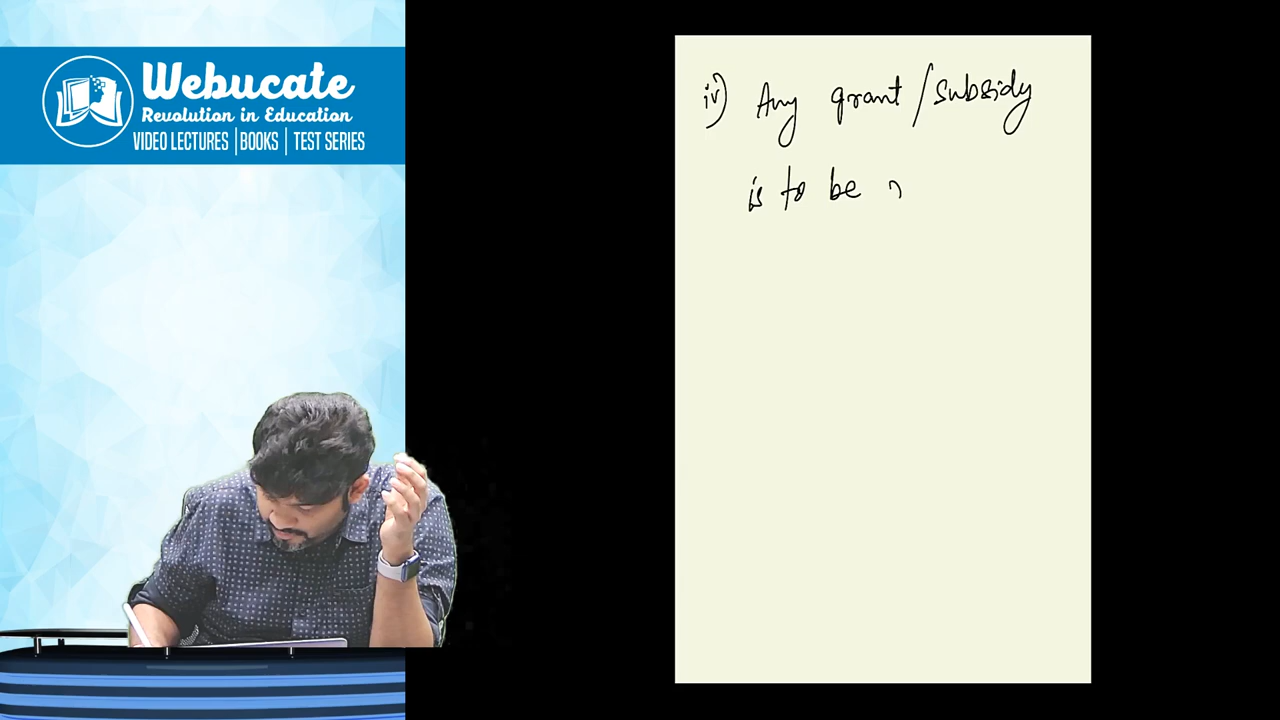 Webucate
Revolution in Education
VIDEO LECTURES | BOOKS | TEST SERIES
iv) Any grant/subsidy
is to be